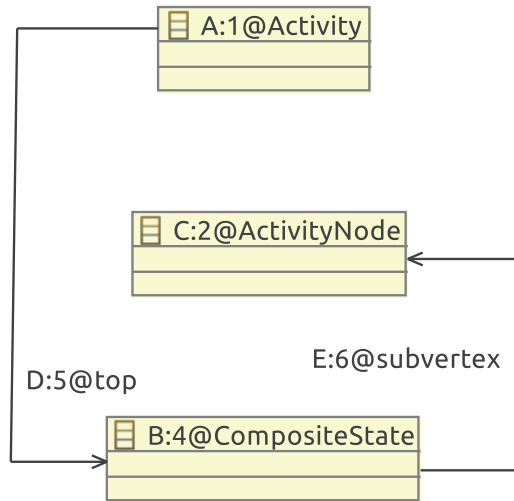 A:1@Activity
C:2@ActivityNode
E:6@subvertex
D:5@top
B:4@CompositeState